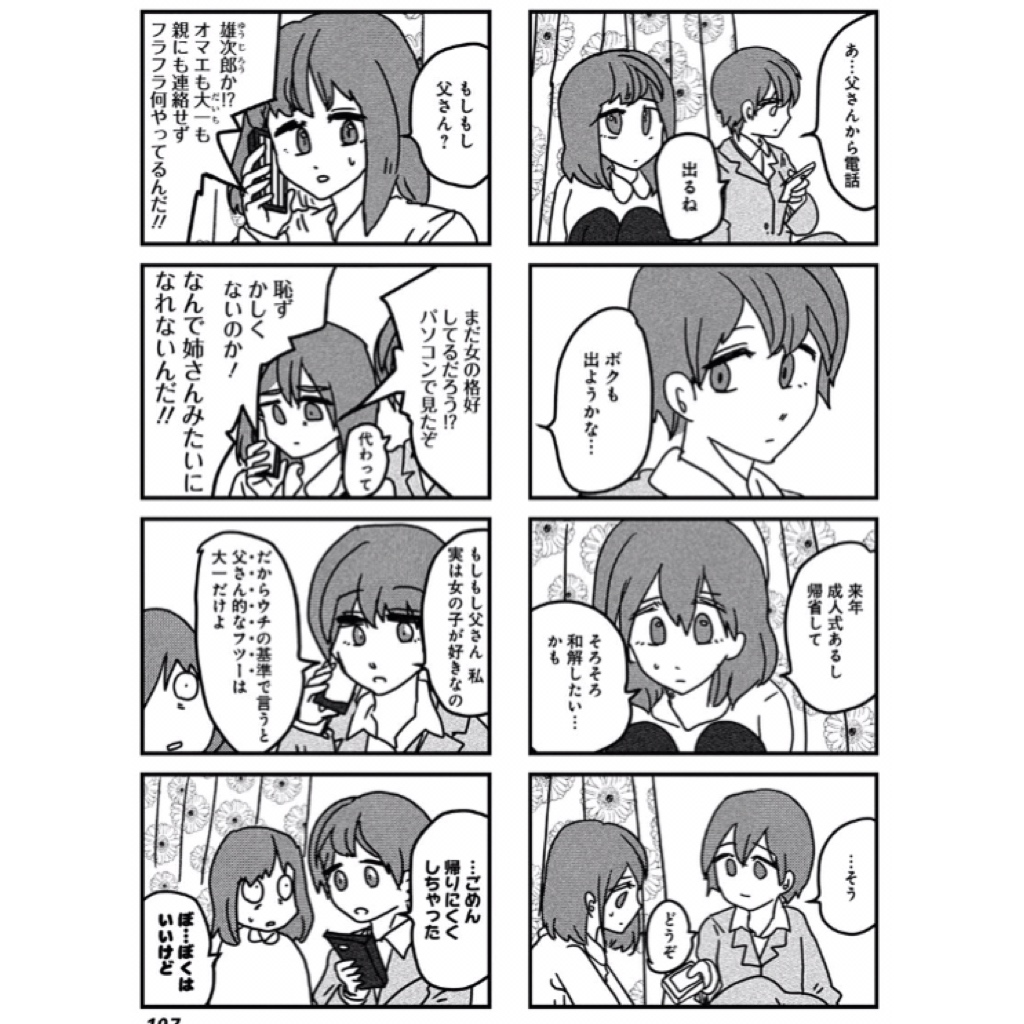 あ…父さんから電話
出るね
ボクも
出ようかな…
来年
成人式あるし
帰省して
そろそろ
和解したい…
かも
…そう
どうぞ
もしもし
父さん？
雄次郎か!?
ゆうじろう
オマエも大一も
だいち
親にも連絡せず
フラフラ何やってるんだ!!
まだ女の格好
してるだろう!?
パソコンで見たぞ
代わって
恥ず
かしく
ないのか！
なんで姉さんみたいに
なれないんだ!!
もしもし父さん 私
実は女の子が好きなの
だからウチの基準で言うと
父さん的なフツーは
大一だけよ
…ごめん
帰りにくく
しちゃった
ぼ…ぼくは
いいけど
107